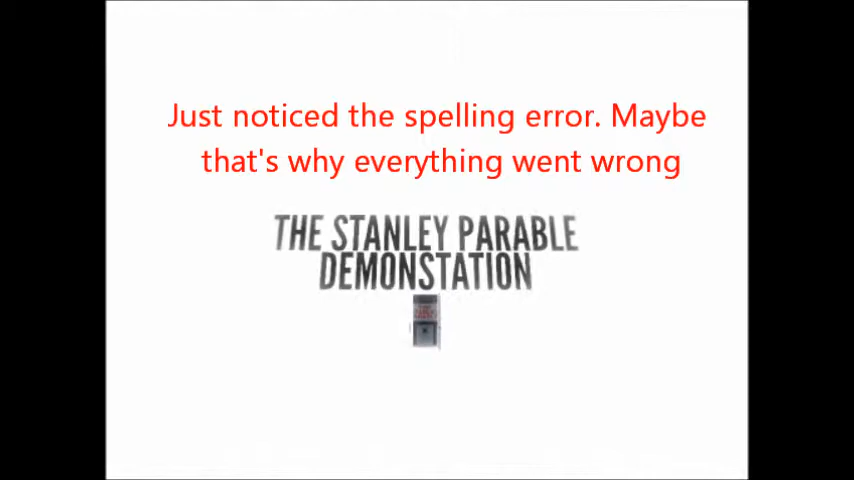 Just noticed the spelling error. Maybe
that's why everything went wrong
THE STANLEY PARABLE
DEMONSTATION